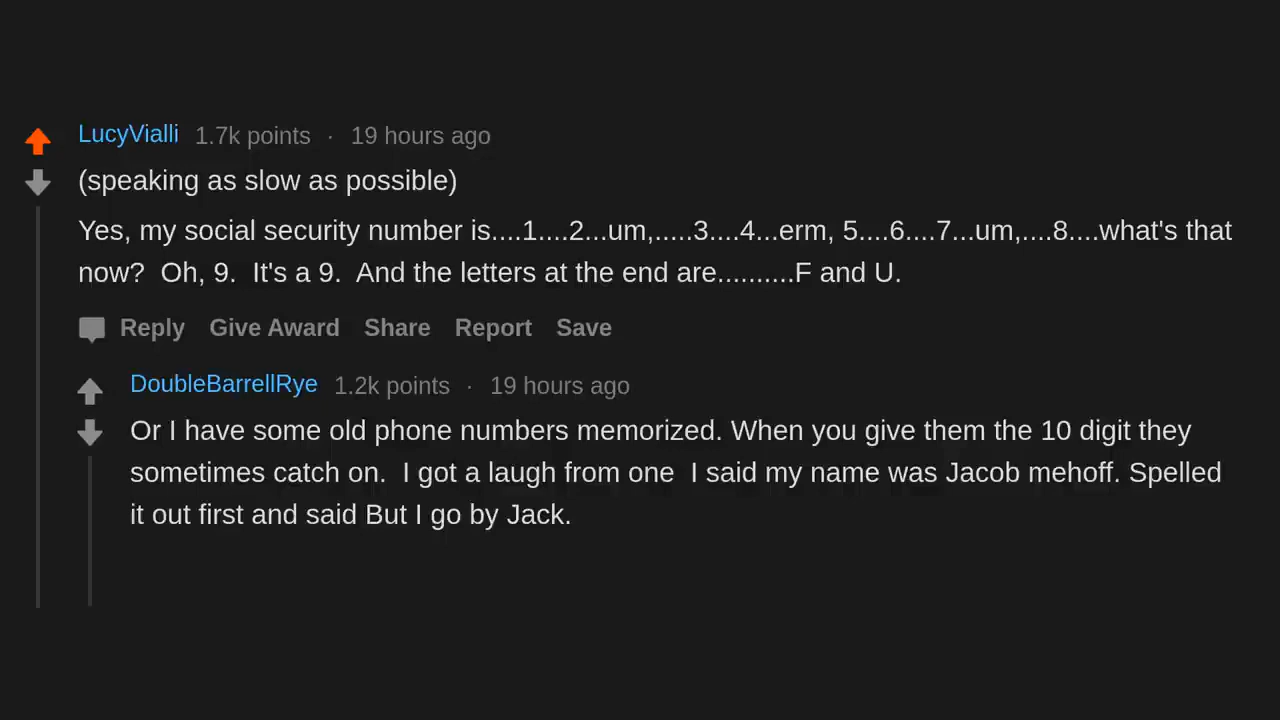 LucyVialli 1.7k points · 19 hours ago
(speaking as slow as possible)
Yes, my social security number is....1....2...um,.....3....4...erm, 5....6....7...um,....8....what's that
now?  Oh, 9.  It's a 9.  And the letters at the end are..........F and U.
Reply Give Award Share Report Save
DoubleBarrellRye 1.2k points · 19 hours ago
Or I have some old phone numbers memorized. When you give them the 10 digit they
sometimes catch on.  I got a laugh from one  I said my name was Jacob mehoff. Spelled
it out first and said But I go by Jack.